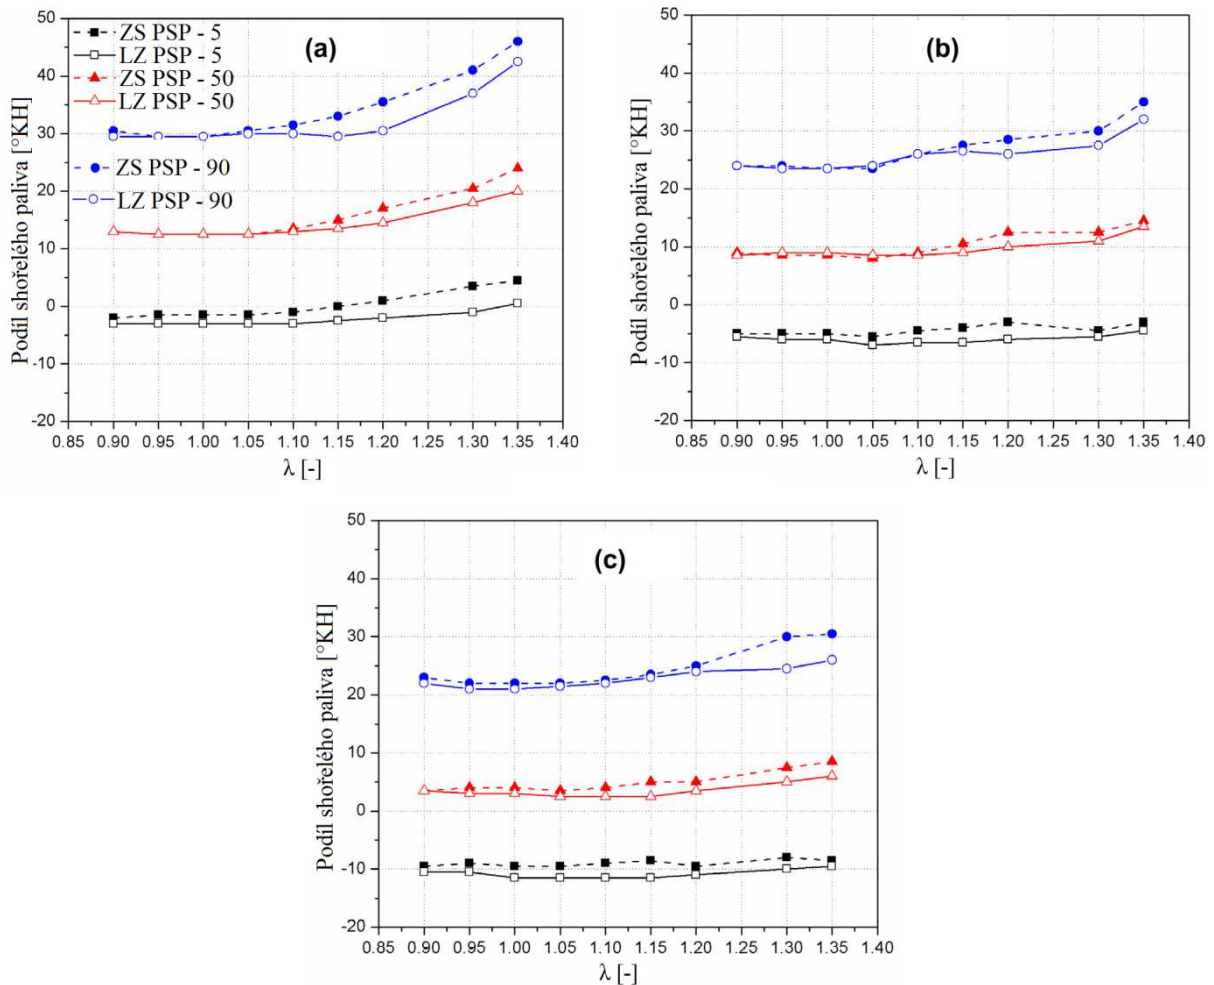 (a)
ZS PSP - 5
LZ PSP - 5
ZS PSP - 50
LZ PSP - 50
ZS PSP - 90
LZ PSP - 90
Podíl shořelého paliva [°KH]
50
40
30
20
10
0
-10
-20
0.85 0.90 0.95 1.00 1.05 1.10 1.15 1.20 1.25 1.30 1.35 1.40
λ [-]
(b)
Podíl shořelého paliva [°KH]
50
40
30
20
10
0
-10
-20
0.85 0.90 0.95 1.00 1.05 1.10 1.15 1.20 1.25 1.30 1.35 1.40
λ [-]
(c)
Podíl shořelého paliva [°KH]
50
40
30
20
10
0
-10
-20
0.85 0.90 0.95 1.00 1.05 1.10 1.15 1.20 1.25 1.30 1.35 1.40
λ [-]